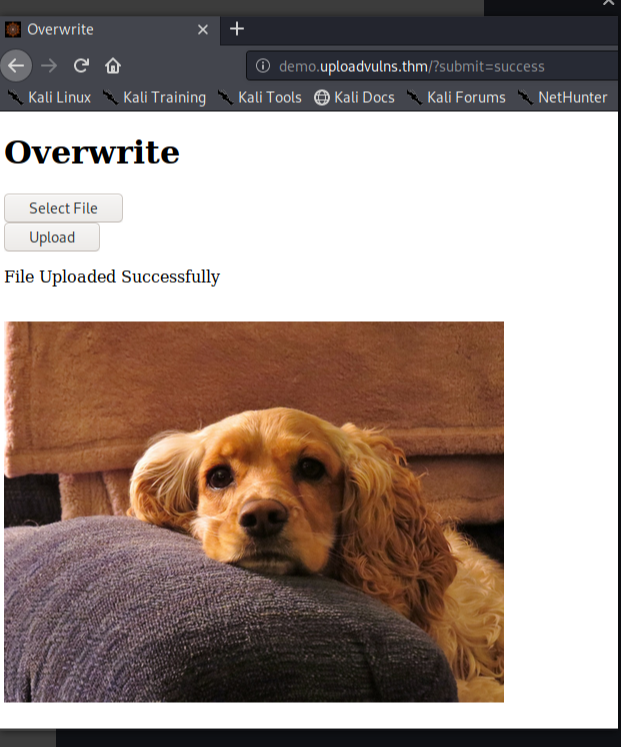 Overwrite
demo.uploadvulns.thm/?submit=success
Kali Linux Kali Training Kali Tools Kali Docs Kali Forums NetHunter
Overwrite
Select File
Upload
File Uploaded Successfully